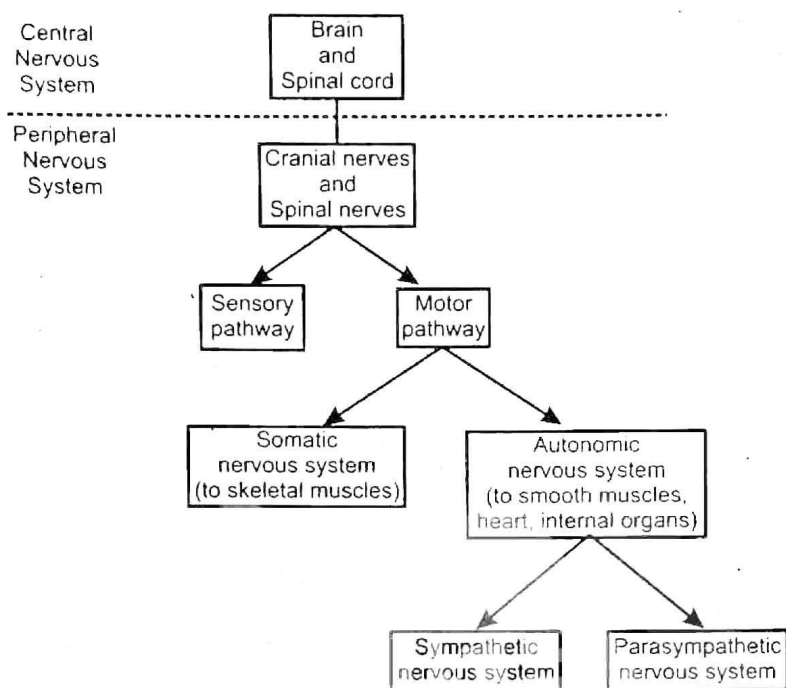 Central
Nervous
System
Brain
and
Spinal cord
Peripheral
Nervous
System
Cranial nerves
and
Spinal nerves
Sensory
pathway
Motor
pathway
Somatic
nervous system
(to skeletal muscles)
Autonomic
nervous system
(to smooth muscles,
heart, internal organs)
Sympathetic
nervous system
Parasympathetic
nervous system